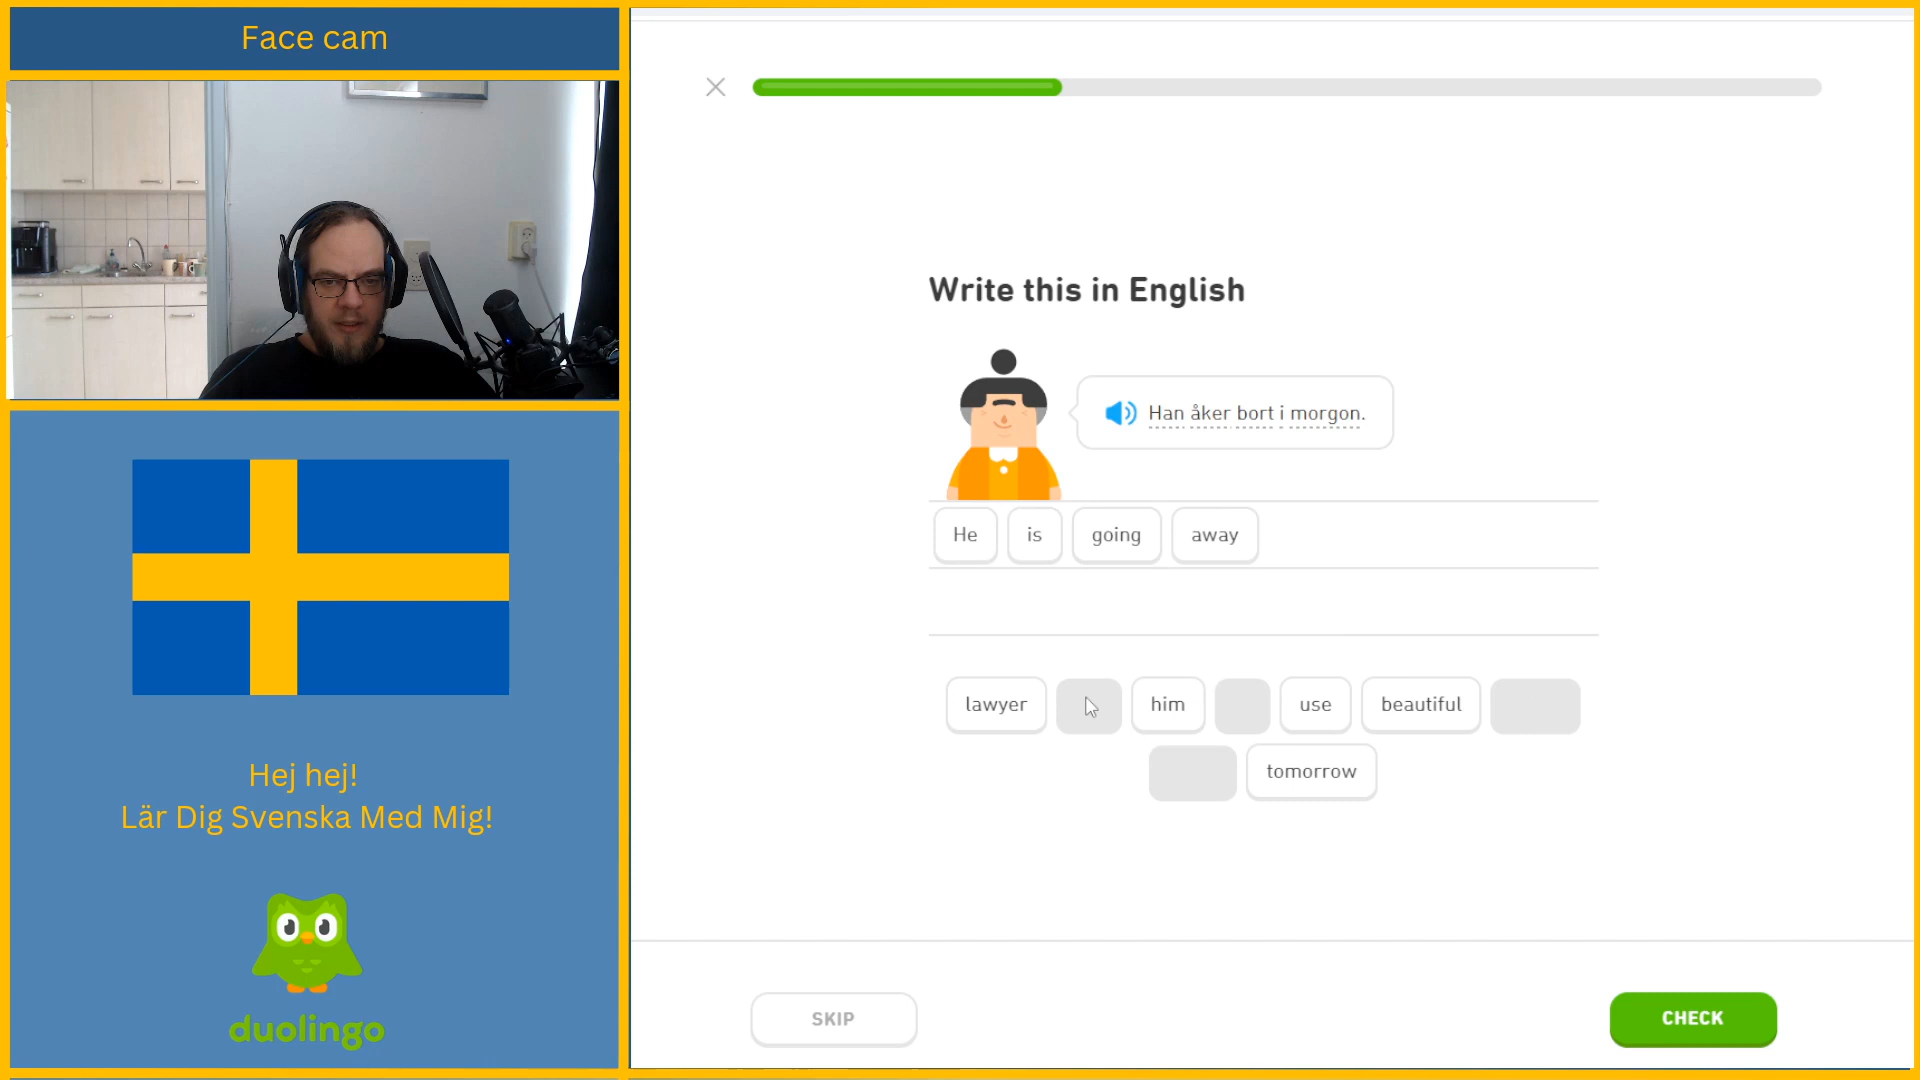 Face cam
Hej hej!
Lär Dig Svenska Med Mig!
duolingo
Write this in English
Han åker bort i morgon.
He is going away
lawyer him use beautiful
tomorrow
SKIP
CHECK